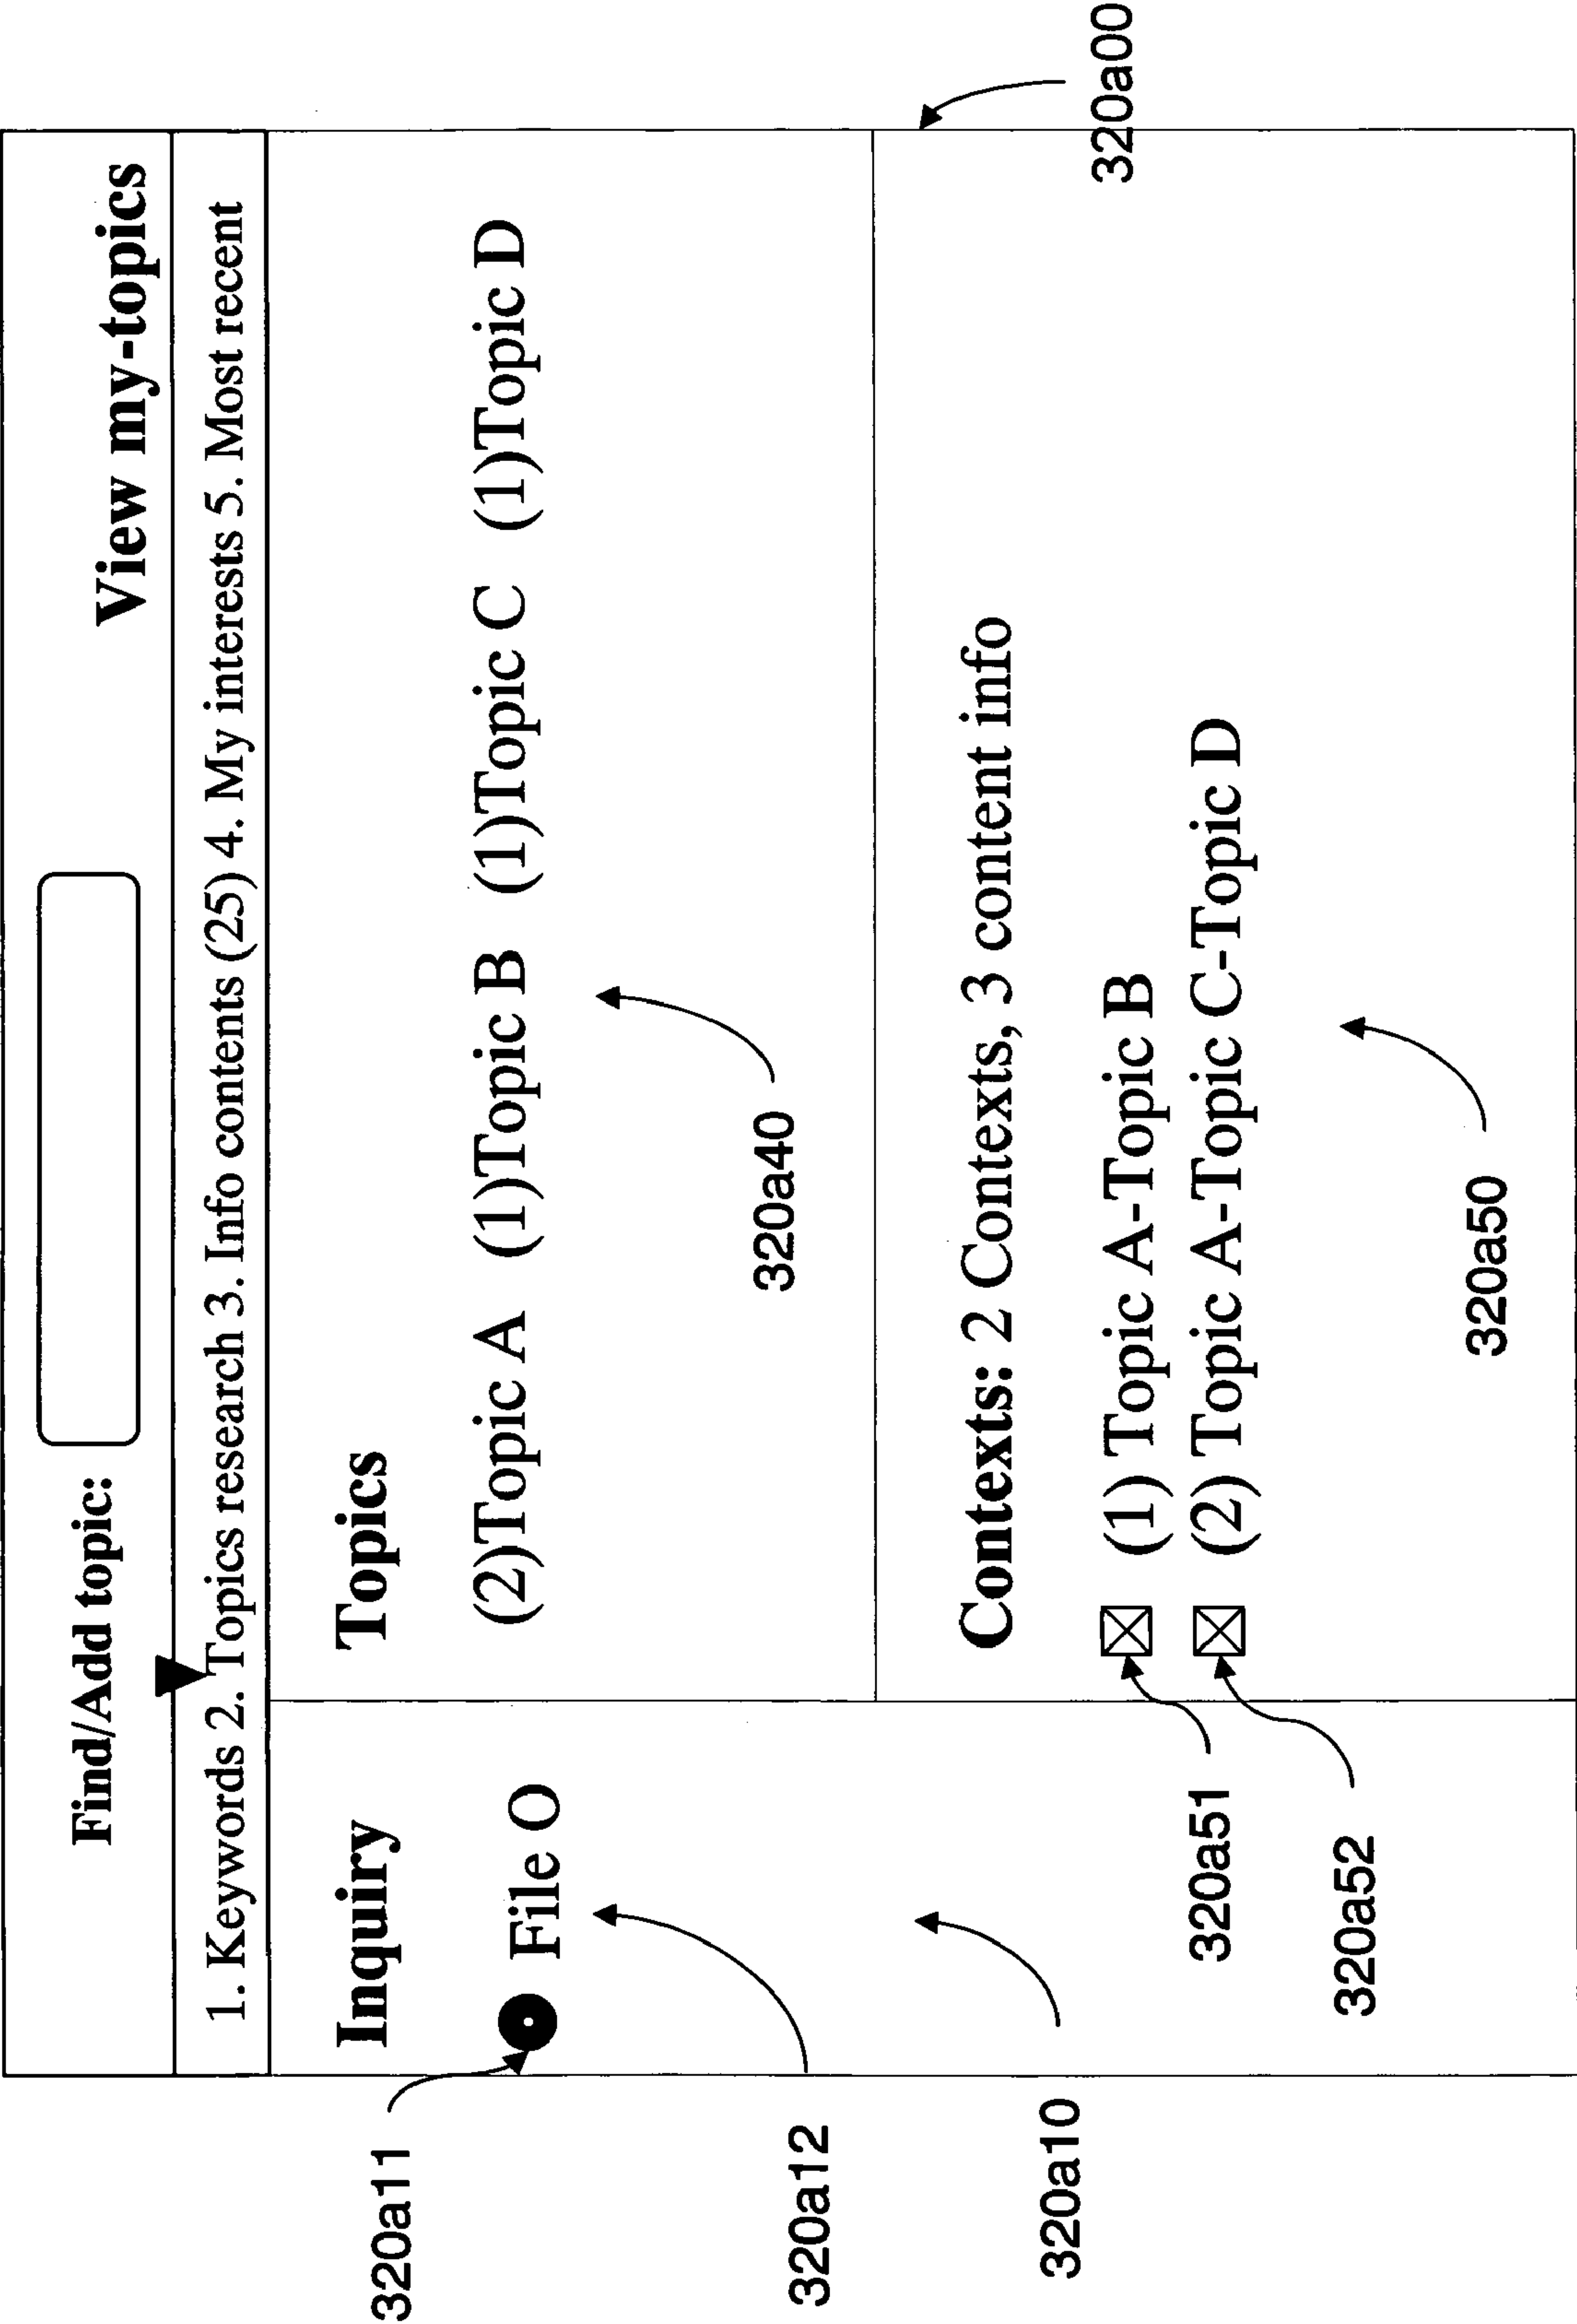 Find/Add topic:
View my-topics
1. Keywords 2. Topics research 3. Info contents (25) 4. My interests 5. Most recent
Inquiry
File O
Topics
(2)Topic A (1)Topic B (1)Topic C (1)Topic D
Contexts: 2 Contexts, 3 content info
(1) Topic A-Topic B
(2) Topic A-Topic C-Topic D
320a11
320a12
320a10
320a40
320a51
320a52
320a50
320a00